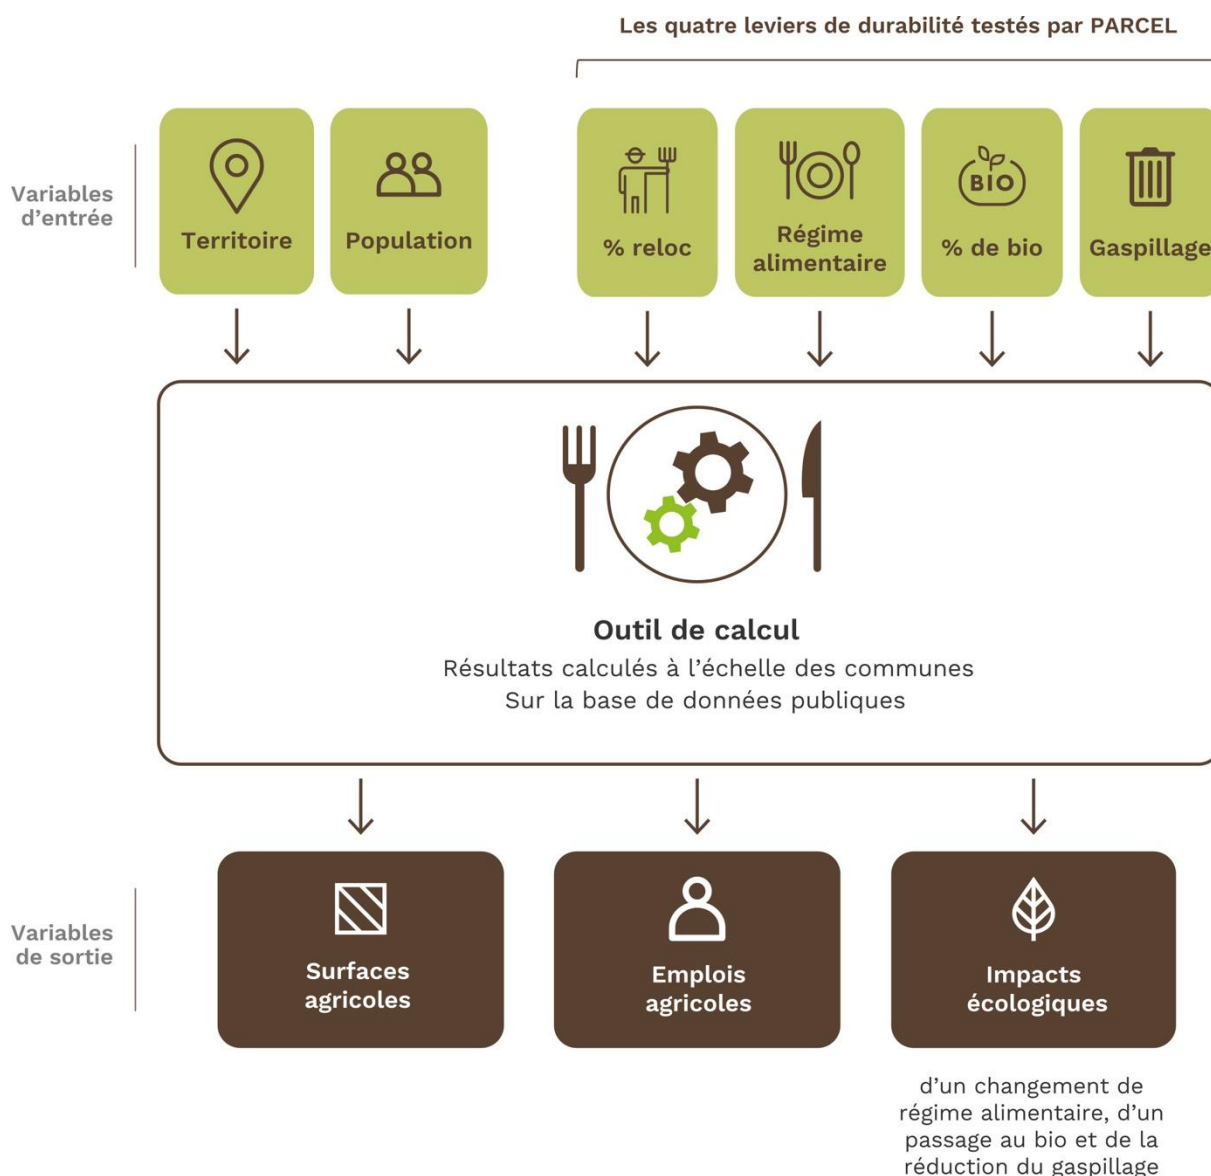 Les quatre leviers de durabilité testés par PARCEL
Variables
d'entrée
Territoire
Population
% reloc
Régime
alimentaire
BIO
% de bio
Gaspillage
Outil de calcul
Résultats calculés à l'échelle des communes
Sur la base de données publiques
Variables
de sortie
Surfaces
agricoles
Emplois
agricoles
Impacts
écologiques
d'un changement de
régime alimentaire, d'un
passage au bio et de la
réduction du gaspillage